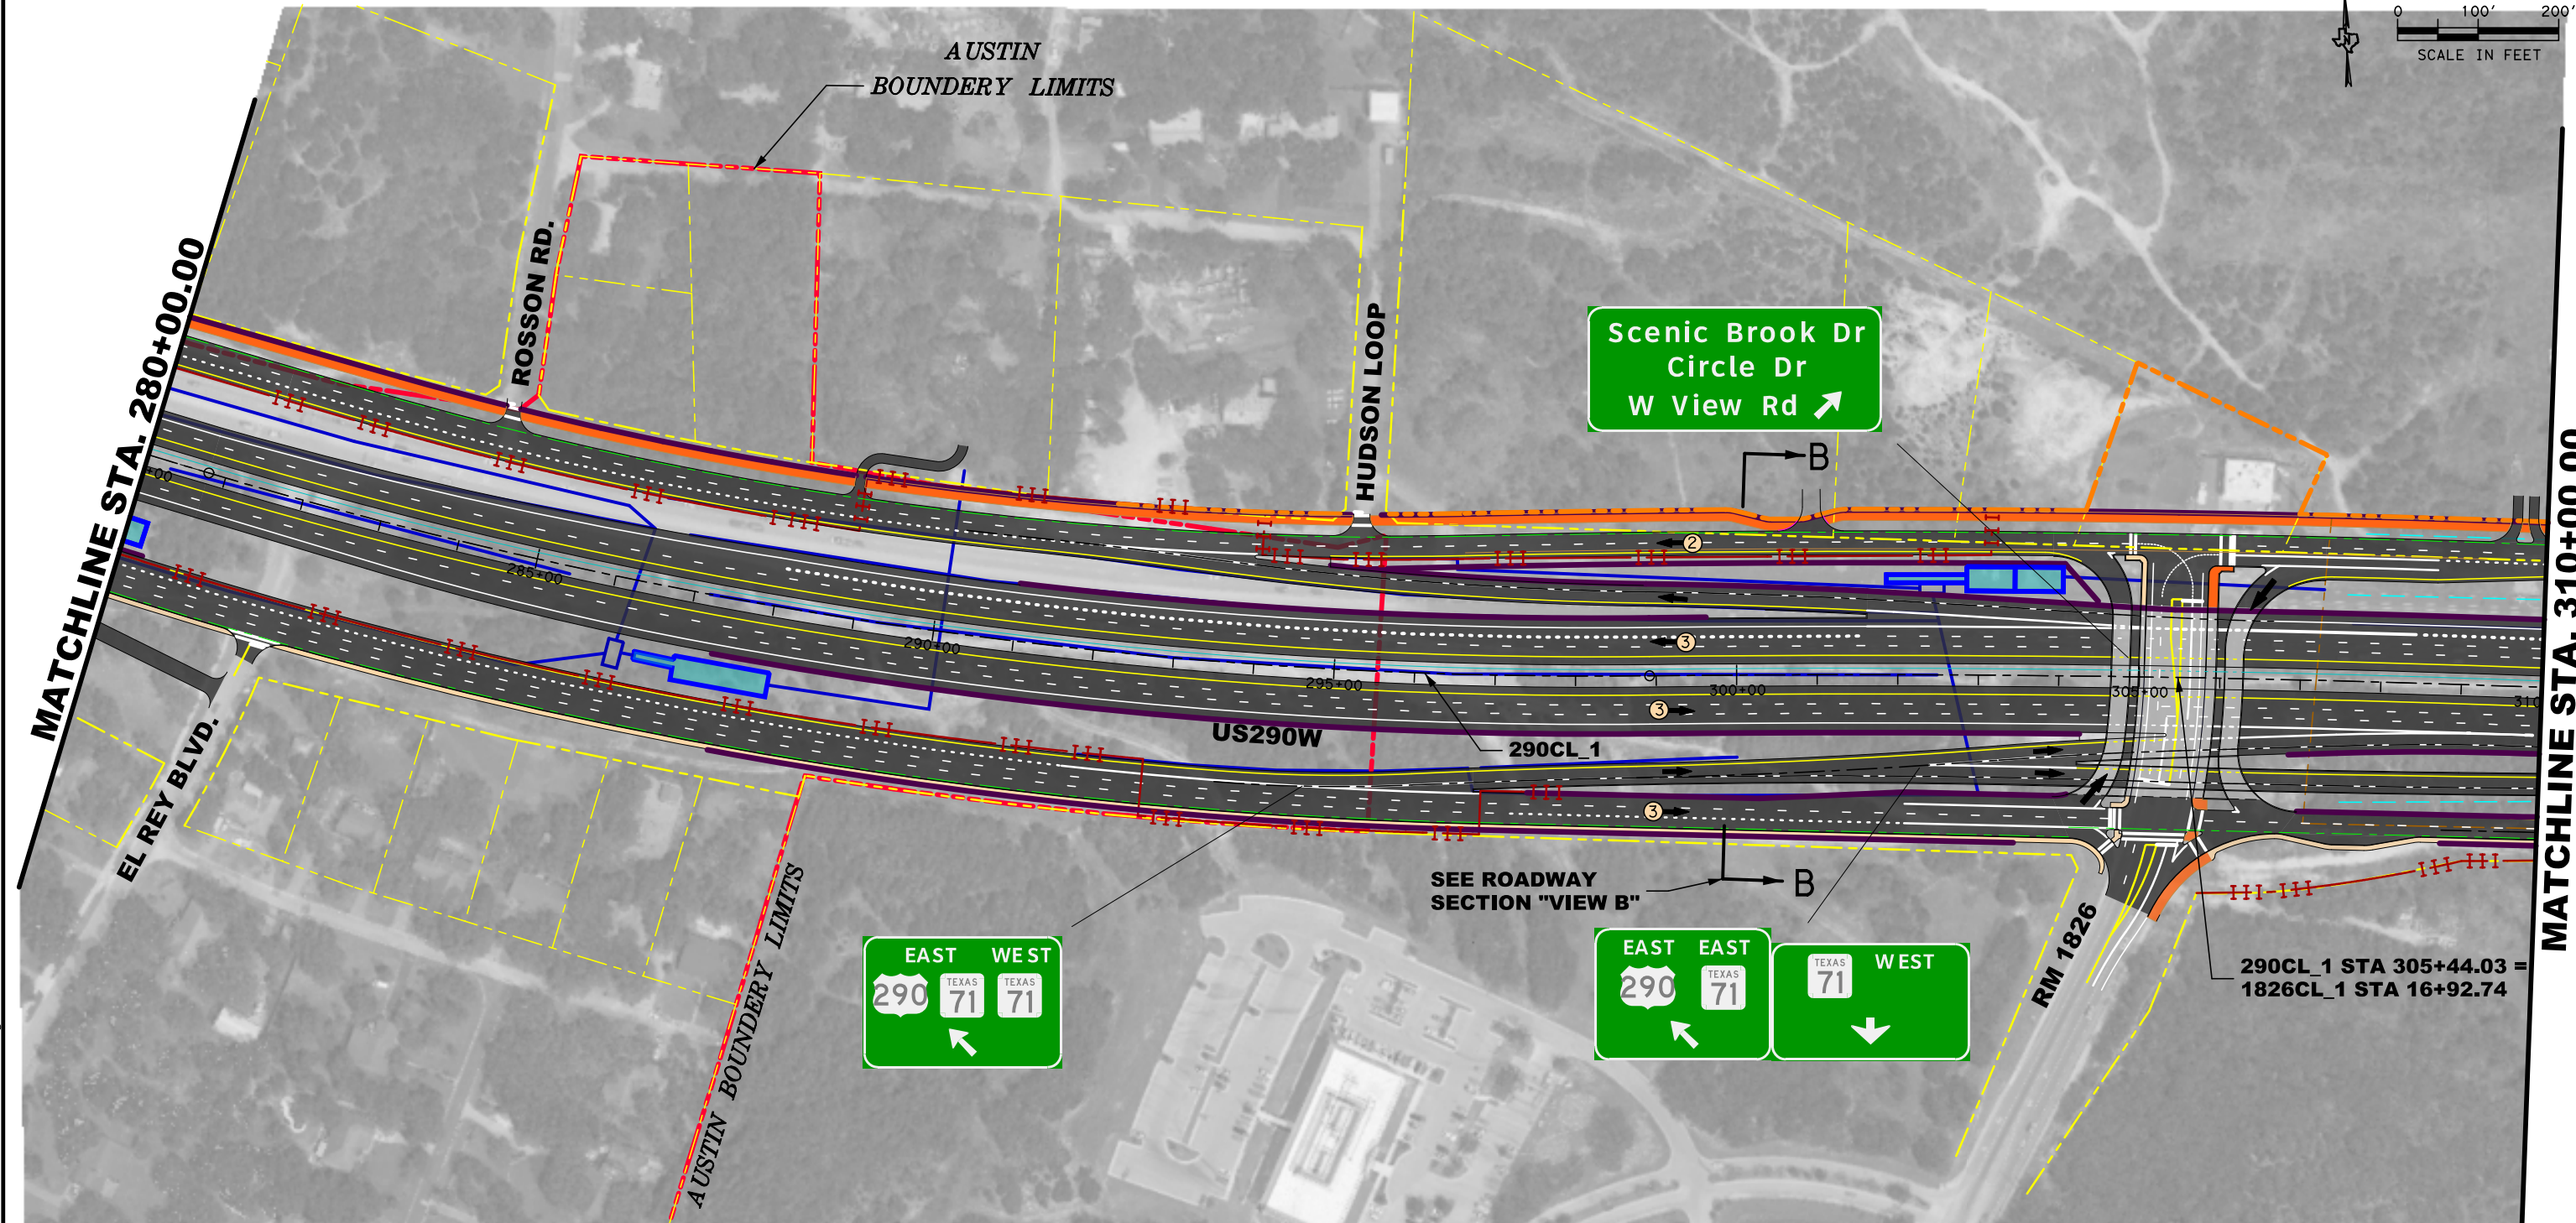 0 100' 200'
SCALE IN FEET
N
AUSTIN
BOUNDERY LIMITS
MATCHLINE STA. 280+00.00
ROSSON RD.
HUDSON LOOP
Scenic Brook Dr
Circle Dr
W View Rd
B
2
3
3
3
285+00
290+00
295+00
300+00
305+00
310
+00
US290W
290CL_1
EL REY BLVD.
AUSTIN BOUNDERY LIMITS
SEE ROADWAY
SECTION "VIEW B"
B
EAST WEST
290 TEXAS 71 TEXAS 71
EAST EAST
290 TEXAS 71
TEXAS 71 WEST
RM 1826
290CL_1 STA 305+44.03 =
1826CL_1 STA 16+92.74
MATCHLINE STA. 310+00.00